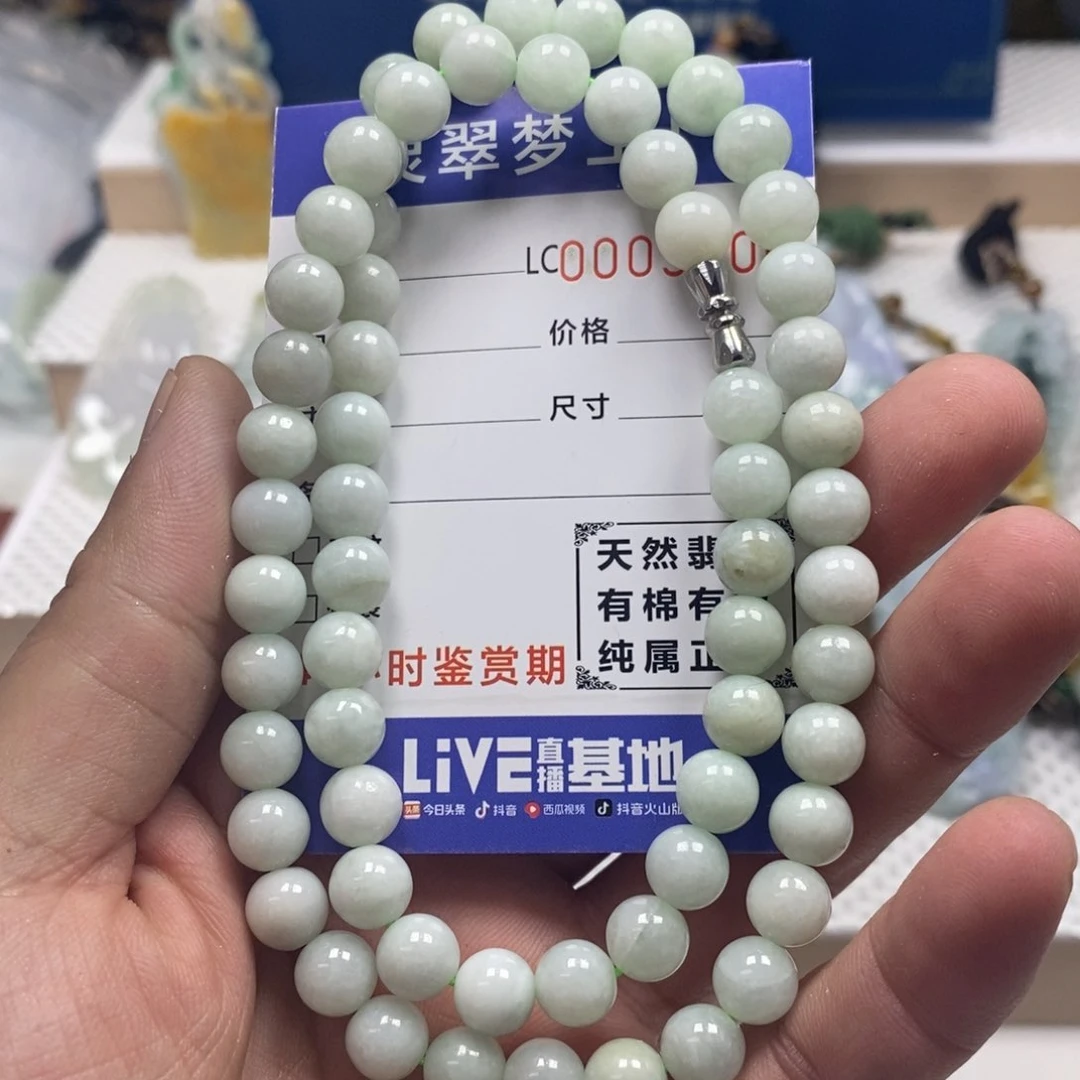 翠梦
LC000
价格
尺寸
天然翡
有棉有
纯属正
时鉴赏期
LiVE直播基地
头条 今日头条 抖音 西瓜视频 抖音火山版